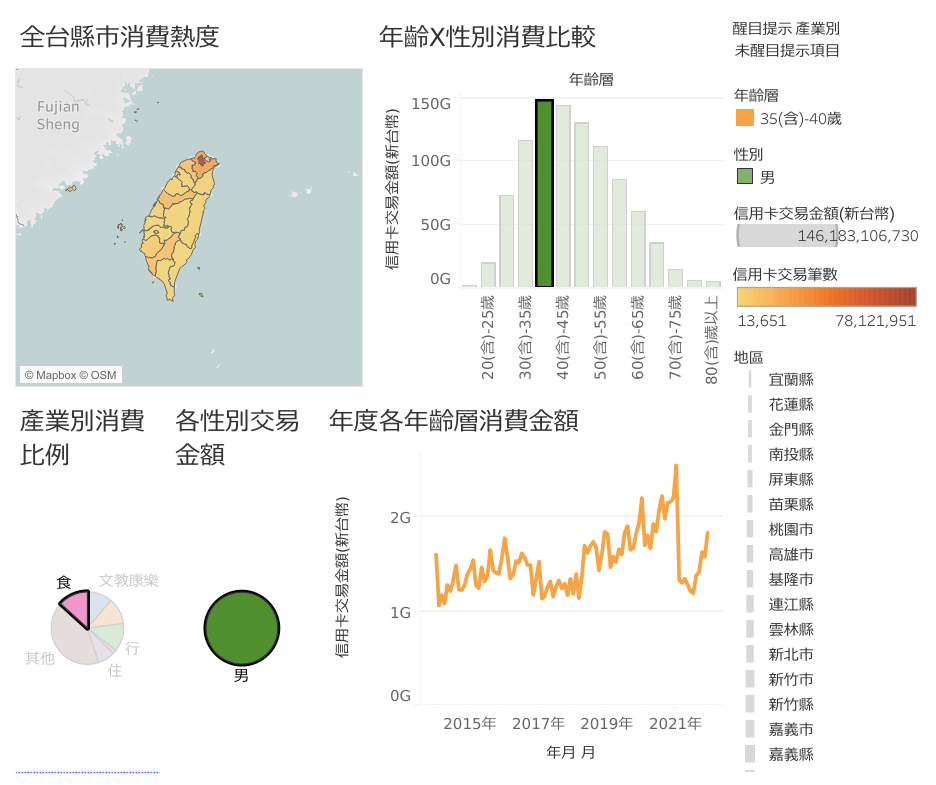 全台縣市消費熱度
Fujian
Sheng
© Mapbox © OSM
年齡X性別消費比較
年齡層
信用卡交易金額(新台幣)
150G
100G
50G
0G
20(含)-25歲
30(含)-35歲
40(含)-45歲
50(含)-55歲
60(含)-65歲
70(含)-75歲
80(含)歲以上
醒目提示 產業別
未醒目提示項目
年齡層
35(含)-40歲
性別
男
信用卡交易金額(新台幣)
146,183,106,730
信用卡交易筆數
13,651 78,121,951
地區
宜蘭縣
花蓮縣
金門縣
南投縣
屏東縣
苗栗縣
桃園市
高雄市
基隆市
連江縣
雲林縣
新北市
新竹市
新竹縣
嘉義市
嘉義縣
產業別消費
比例
食
文教康樂
行
住
其他
各性別交易
金額
男
年度各年齡層消費金額
信用卡交易金額(新台幣)
2G
1G
0G
2015年 2017年 2019年 2021年
年月 月